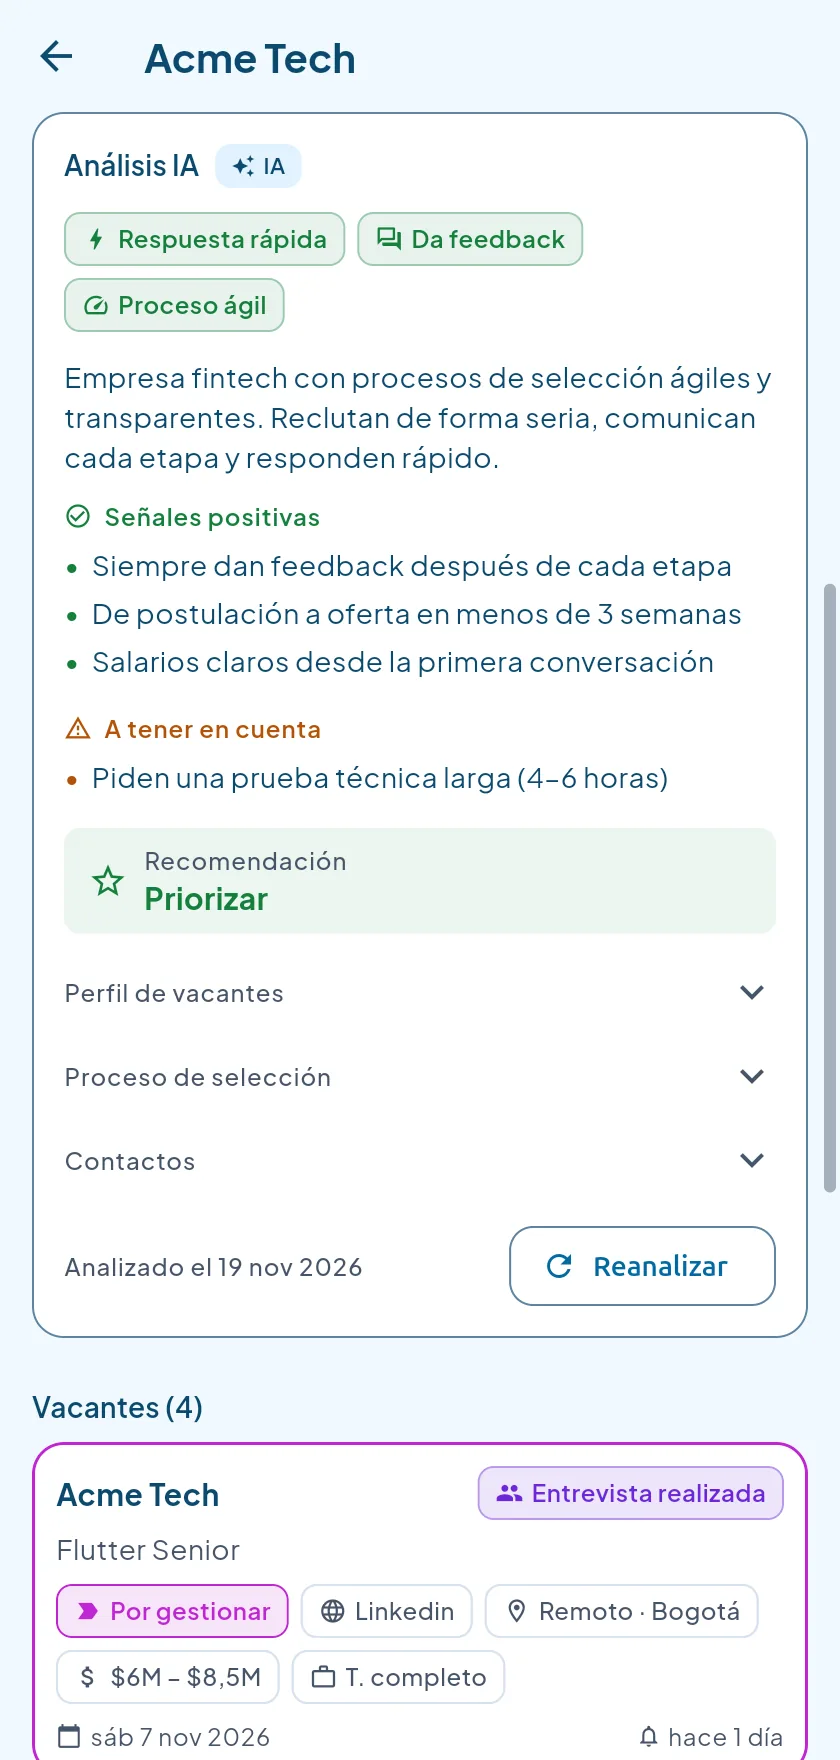 Acme Tech
Análisis IA
IA
Respuesta rápida
Da feedback
Proceso ágil
Empresa fintech con procesos de selección ágiles y
transparentes. Reclutan de forma seria, comunican
cada etapa y responden rápido.
Señales positivas
• Siempre dan feedback después de cada etapa
• De postulación a oferta en menos de 3 semanas
• Salarios claros desde la primera conversación
A tener en cuenta
• Piden una prueba técnica larga (4–6 horas)
Recomendación
Priorizar
Perfil de vacantes
Proceso de selección
Contactos
Analizado el 19 nov 2026
Reanalizar
Vacantes (4)
Acme Tech
Entrevista realizada
Flutter Senior
Por gestionar
Linkedin
Remoto · Bogotá
$6M – $8,5M
T. completo
sáb 7 nov 2026
hace 1 día